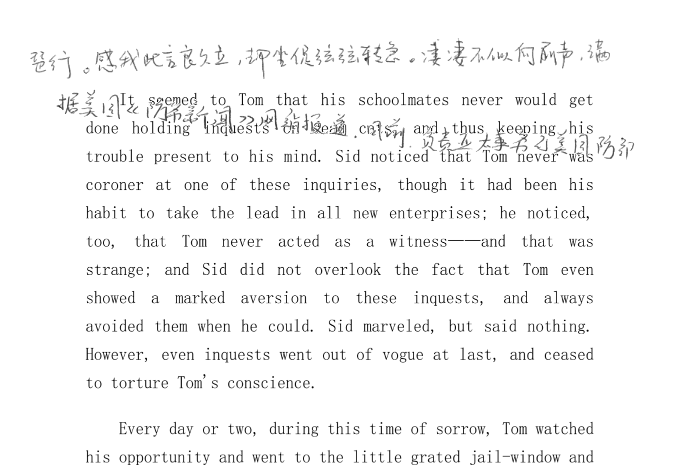 琵行。感我此言良久立,却坐促弦弦转急。凄凄不似向前声,满
据美国《防务新闻》网站报道,目前,负责亚太事务的美国防部
It seemed to Tom that his schoolmates never would get
done holding inquests on dead cats, and thus keeping his
trouble present to his mind. Sid noticed that Tom never was
coroner at one of these inquiries, though it had been his
habit to take the lead in all new enterprises; he noticed,
too, that Tom never acted as a witness——and that was
strange; and Sid did not overlook the fact that Tom even
showed a marked aversion to these inquests, and always
avoided them when he could. Sid marveled, but said nothing.
However, even inquests went out of vogue at last, and ceased
to torture Tom's conscience.
Every day or two, during this time of sorrow, Tom watched
his opportunity and went to the little grated jail-window and